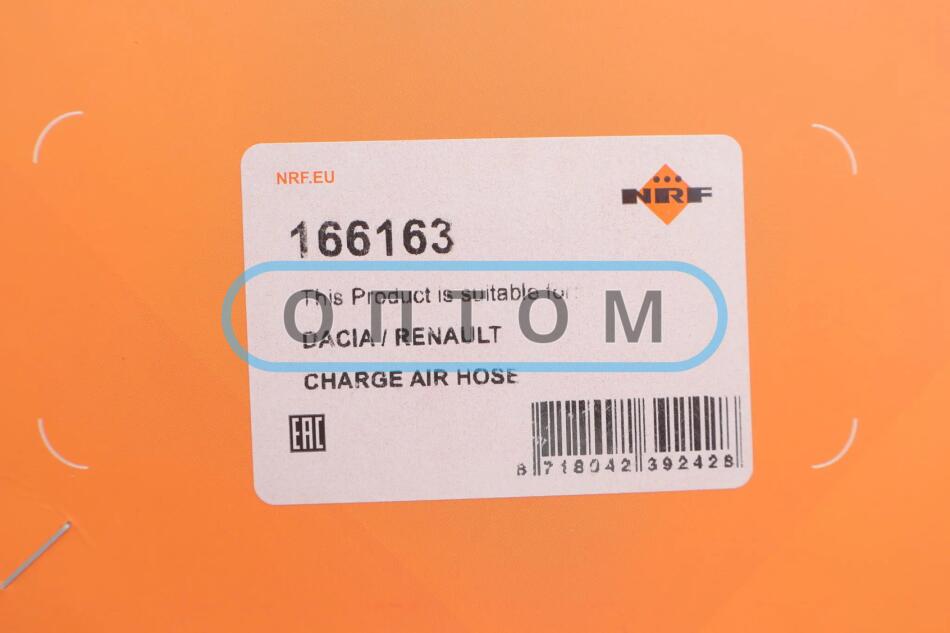 NRF.EU
NRF
166163
This Product is suitable for:
ОПТОМ
DACIA / RENAULT
CHARGE AIR HOSE
EAC
8 718042 392428